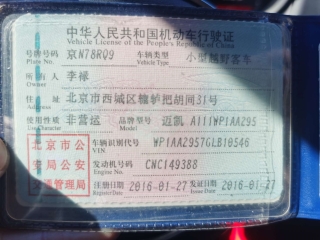 中华人民共和国机动车行驶证
Vehicle License of the People's Republic of China
号牌号码 京N78RQ9 车辆类型 小型越野客车
Plate No. Vehicle Type
所有人 李禄
Owner
住址 北京市西城区 把胡同31号
Address
使用性质 非营运 品牌型号 迈凯 A111WP1AA295
Use Character Model
北京市公
安局公安
交通管理局
车辆识别代号 WP1AA2957GLB10546
VIN
发动机号码 CNC149388
Engine No.
注册日期 2016-01-27 发证日期 2016-01-27
Register Date Issue Date